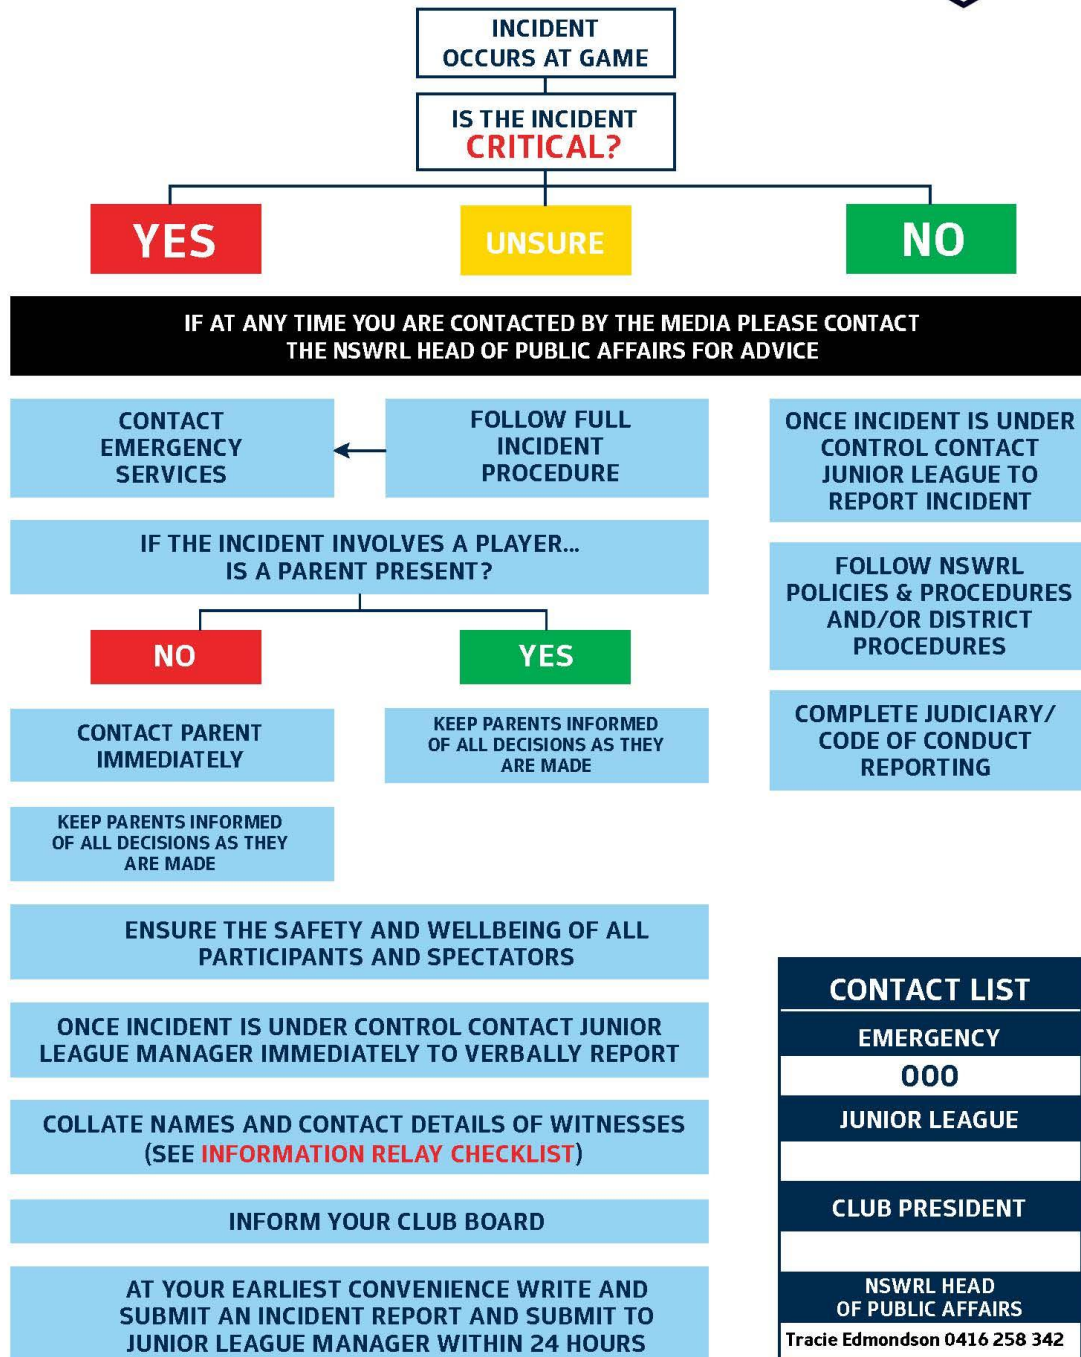 INCIDENT
OCCURS AT GAME
IS THE INCIDENT
CRITICAL?
YES
UNSURE
NO
IF AT ANY TIME YOU ARE CONTACTED BY THE MEDIA PLEASE CONTACT
THE NSWRL HEAD OF PUBLIC AFFAIRS FOR ADVICE
CONTACT
EMERGENCY
SERVICES
FOLLOW FULL
INCIDENT
PROCEDURE
IF THE INCIDENT INVOLVES A PLAYER...
IS A PARENT PRESENT?
NO
YES
CONTACT PARENT
IMMEDIATELY
KEEP PARENTS INFORMED
OF ALL DECISIONS AS THEY
ARE MADE
KEEP PARENTS INFORMED
OF ALL DECISIONS AS THEY
ARE MADE
ENSURE THE SAFETY AND WELLBEING OF ALL
PARTICIPANTS AND SPECTATORS
ONCE INCIDENT IS UNDER CONTROL CONTACT JUNIOR
LEAGUE MANAGER IMMEDIATELY TO VERBALLY REPORT
COLLATE NAMES AND CONTACT DETAILS OF WITNESSES
(SEE INFORMATION RELAY CHECKLIST)
INFORM YOUR CLUB BOARD
AT YOUR EARLIEST CONVENIENCE WRITE AND
SUBMIT AN INCIDENT REPORT AND SUBMIT TO
JUNIOR LEAGUE MANAGER WITHIN 24 HOURS
ONCE INCIDENT IS UNDER
CONTROL CONTACT
JUNIOR LEAGUE TO
REPORT INCIDENT
FOLLOW NSWRL
POLICIES & PROCEDURES
AND/OR DISTRICT
PROCEDURES
COMPLETE JUDICIARY/
CODE OF CONDUCT
REPORTING
CONTACT LIST
EMERGENCY
000
JUNIOR LEAGUE
CLUB PRESIDENT
NSWRL HEAD
OF PUBLIC AFFAIRS
Tracie Edmondson 0416 258 342